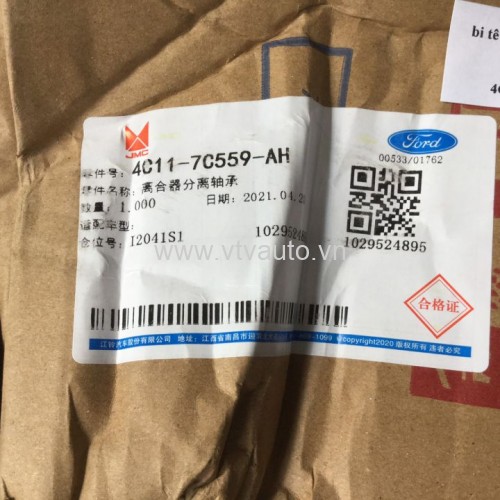 bi tê
4C
JMC
Ford
零件号: 4C11-7C559-AH
00533/01762
零件名称: 离合器分离轴承
数量: 1.000 日期: 2021.04.2
适配车型:
仓位号: I2041S1
1029524895
www.vtvauto.vn
合格证
江铃汽车股份有限公司 地址: 江西省南昌市
-1099 ©copyright2020 版权所有 违者必究